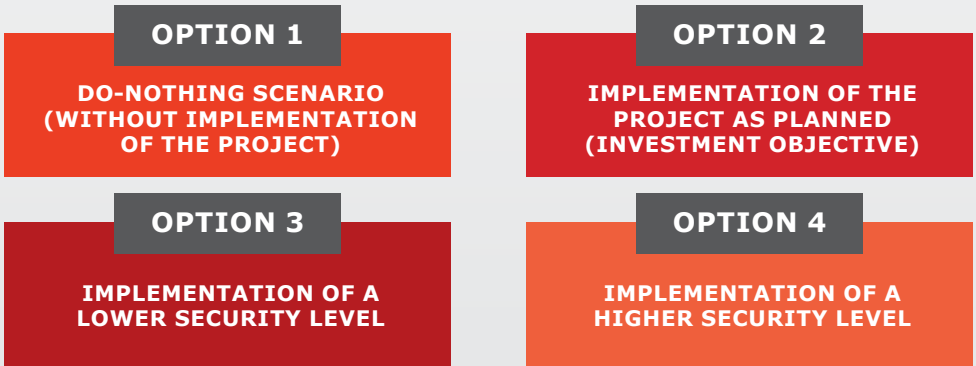 OPTION 1
DO-NOTHING SCENARIO
(WITHOUT IMPLEMENTATION
OF THE PROJECT)
OPTION 2
IMPLEMENTATION OF THE
PROJECT AS PLANNED
(INVESTMENT OBJECTIVE)
OPTION 3
IMPLEMENTATION OF A
LOWER SECURITY LEVEL
OPTION 4
IMPLEMENTATION OF A
HIGHER SECURITY LEVEL